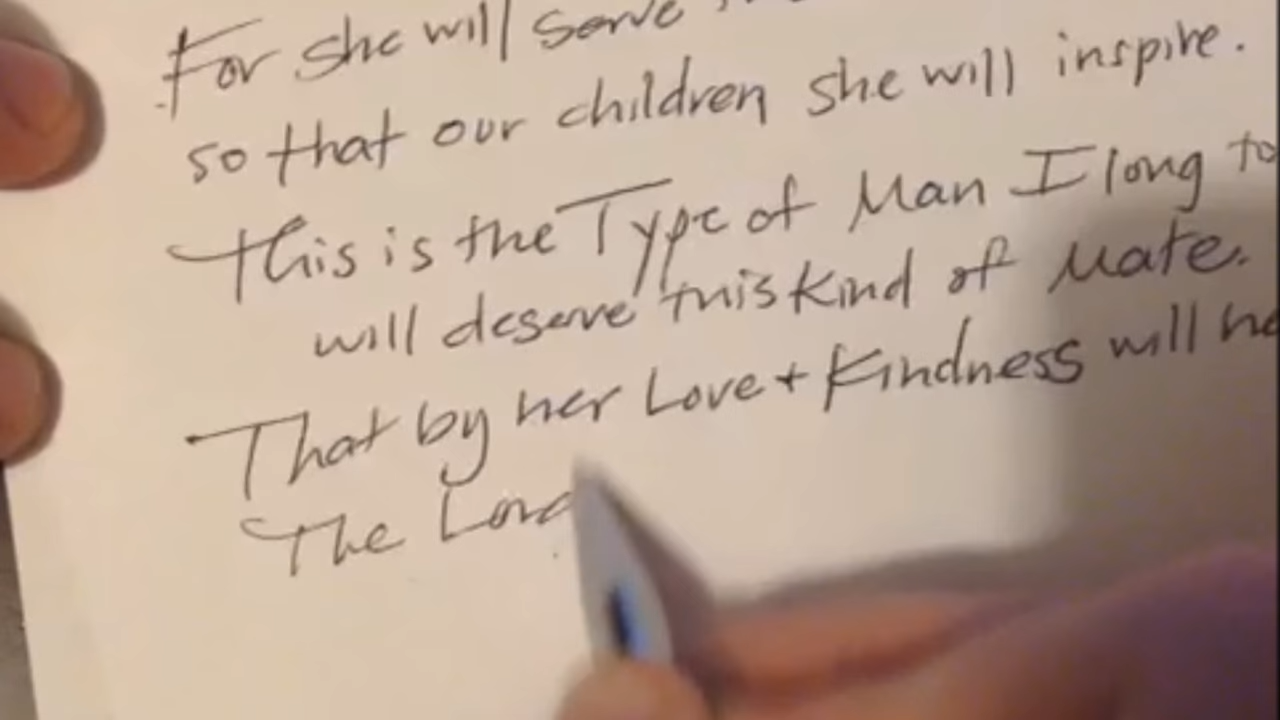 For she will serve
so that our children she will inspire.
This is the Type of Man I long to
will deserve this kind of Mate.
That by her Love + Kindness will
The Lord